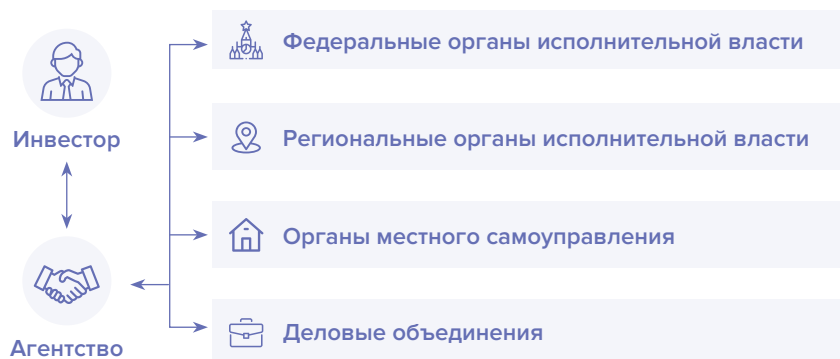 Федеральные органы исполнительной власти
Инвестор
Региональные органы исполнительной власти
Органы местного самоуправления
Агентство
Деловые объединения